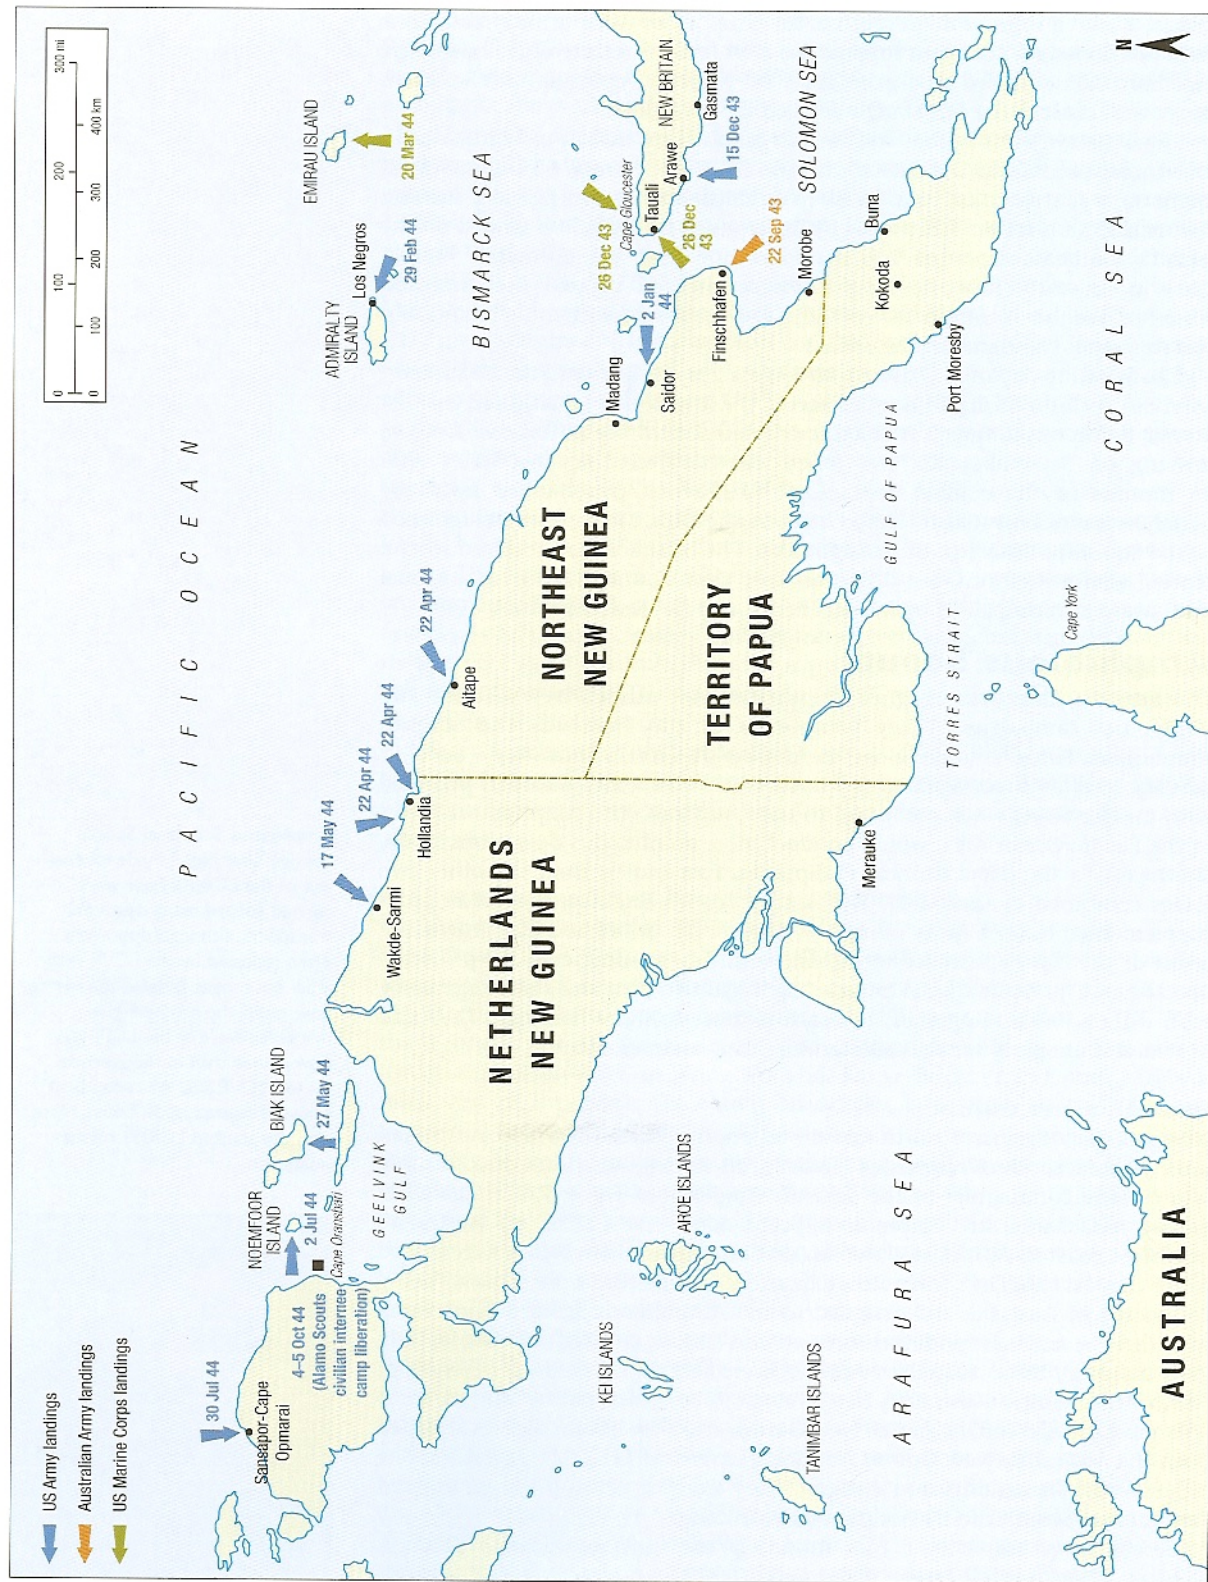 US Army landings
Australian Army landings
US Marine Corps landings
0 100 200 300 mi
0 100 200 300 400 km
PACIFIC OCEAN
30 Jul 44
Sansapor-Cape
Opmarai
NOEMFOOR
ISLAND
2 Jul 44
4–5 Oct 44
(Alamo Scouts
civilian internee
camp liberation)
Cape Oransbari
BIAK ISLAND
27 May 44
GEELVINK
GULF
17 May 44
Wakde-Sarmi
22 Apr 44
22 Apr 44
Hollandia
22 Apr 44
Aitape
ADMIRALTY
ISLAND
Los Negros
29 Feb 44
EMIRAU ISLAND
20 Mar 44
BISMARCK SEA
Madang
2 Jan
44
Saidor
26 Dec 43
Cape Gloucester
Tauali
26 Dec
43
Arawe
NEW BRITAIN
Gasmata
15 Dec 43
Finschhafen
22 Sep 43
SOLOMON SEA
Morobe
Buna
Kokoda
Port Moresby
NETHERLANDS
NEW GUINEA
NORTHEAST
NEW GUINEA
TERRITORY
OF PAPUA
GULF OF PAPUA
Merauke
TORRES STRAIT
Cape York
CORAL SEA
KEI ISLANDS
AROE ISLANDS
TANIMBAR ISLANDS
ARAFURA SEA
AUSTRALIA
N